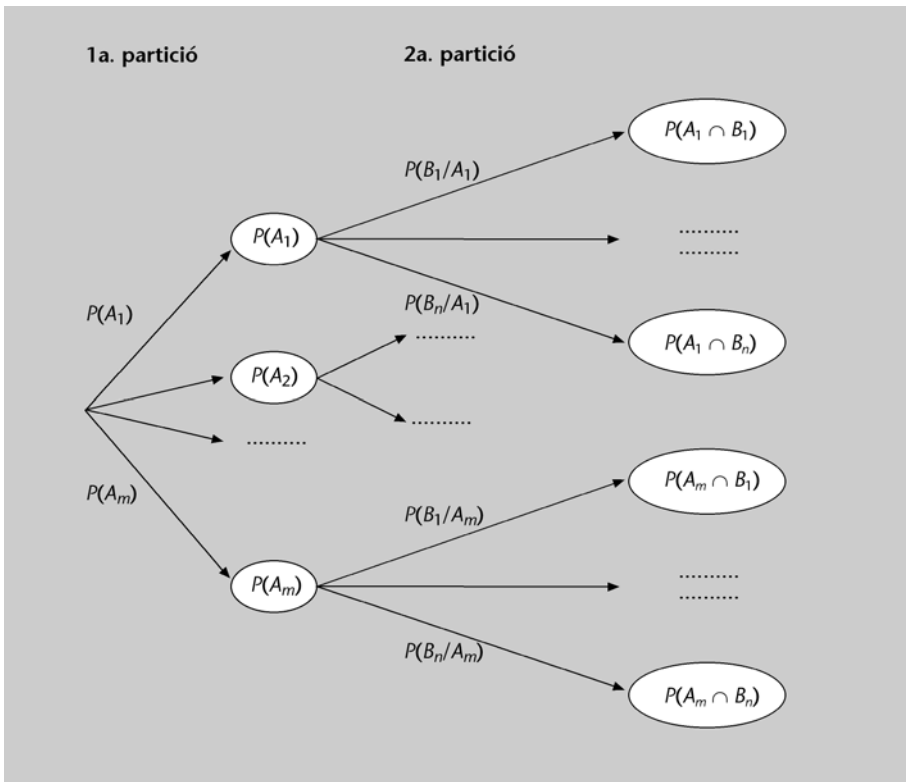 1a. partició 2a. partició
P(A₁ ∩ B₁)
P(B₁/A₁)
P(A₁)
..........
..........
P(Bₙ/A₁)
P(A₁)
..........
P(A₁ ∩ Bₙ)
P(A₂)
..........
..........
P(Aₘ ∩ B₁)
P(Aₘ)
P(B₁/Aₘ)
P(Aₘ)
..........
..........
P(Bₙ/Aₘ)
P(Aₘ ∩ Bₙ)